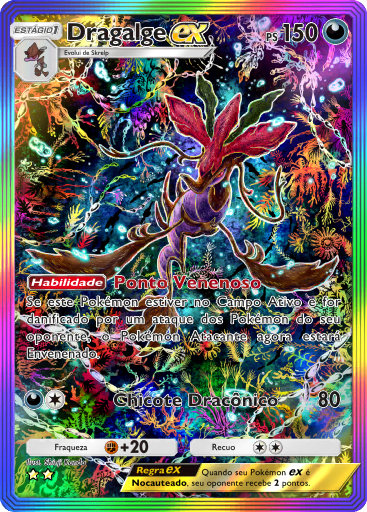 ESTÁGIO 1
Dragalge ex
PS 150
Evolui de Skrelp
Habilidade Ponto Venenoso
Se este Pokémon estiver no Campo Ativo e for
danificado por um ataque dos Pokémon do seu
oponente, o Pokémon Atacante agora estará
Envenenado.
Chicote Dracônico 80
Fraqueza +20 Recuo
Regra ex
Quando seu Pokémon ex é
Nocauteado, seu oponente recebe 2 pontos.